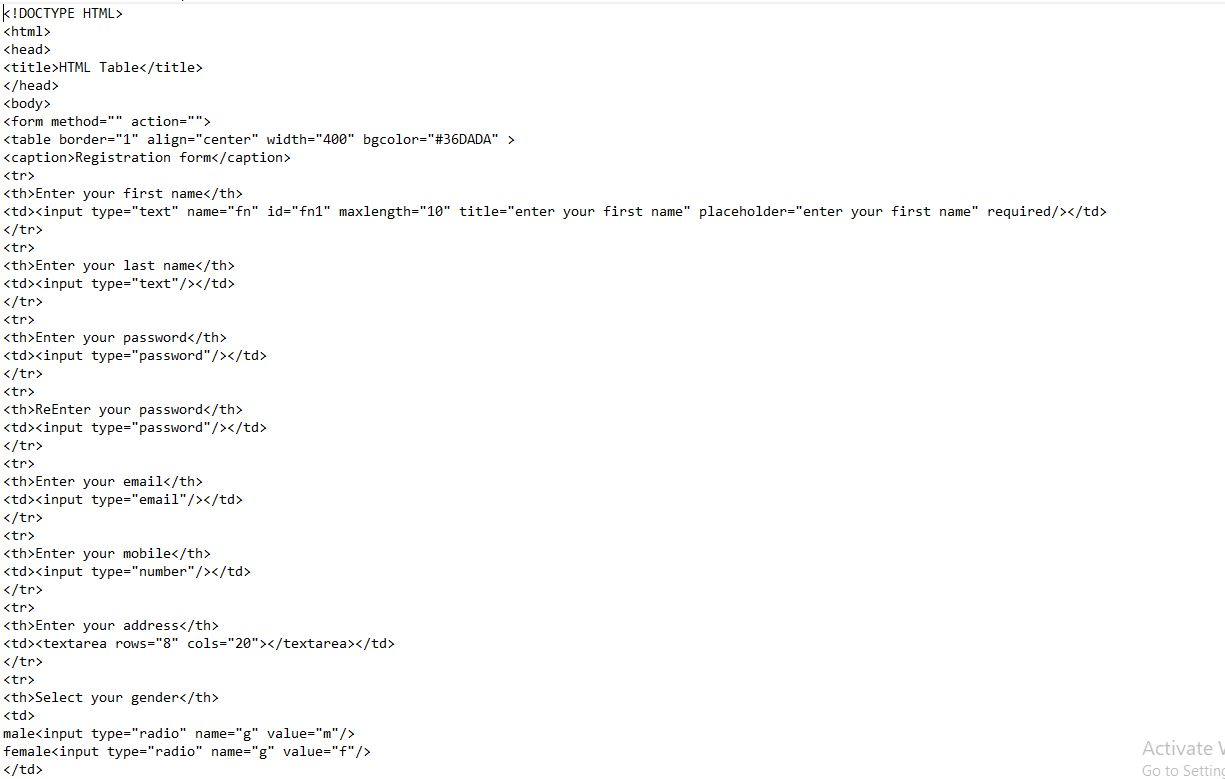 <!DOCTYPE HTML>
<html>
<head>
<title>HTML Table</title>
</head>
<body>
<form method="" action="">
<table border="1" align="center" width="400" bgcolor="#36DADA" >
<caption>Registration form</caption>
<tr>
<th>Enter your first name</th>
<td><input type="text" name="fn" id="fn1" maxlength="10" title="enter your first name" placeholder="enter your first name" required/></td>
</tr>
<tr>
<th>Enter your last name</th>
<td><input type="text"/></td>
</tr>
<tr>
<th>Enter your password</th>
<td><input type="password"/></td>
</tr>
<tr>
<th>ReEnter your password</th>
<td><input type="password"/></td>
</tr>
<tr>
<th>Enter your email</th>
<td><input type="email"/></td>
</tr>
<tr>
<th>Enter your mobile</th>
<td><input type="number"/></td>
</tr>
<tr>
<th>Enter your address</th>
<td><textarea rows="8" cols="20"></textarea></td>
</tr>
<tr>
<th>Select your gender</th>
<td>
male<input type="radio" name="g" value="m"/>
female<input type="radio" name="g" value="f"/>
</td>
Activate
Go to Setting